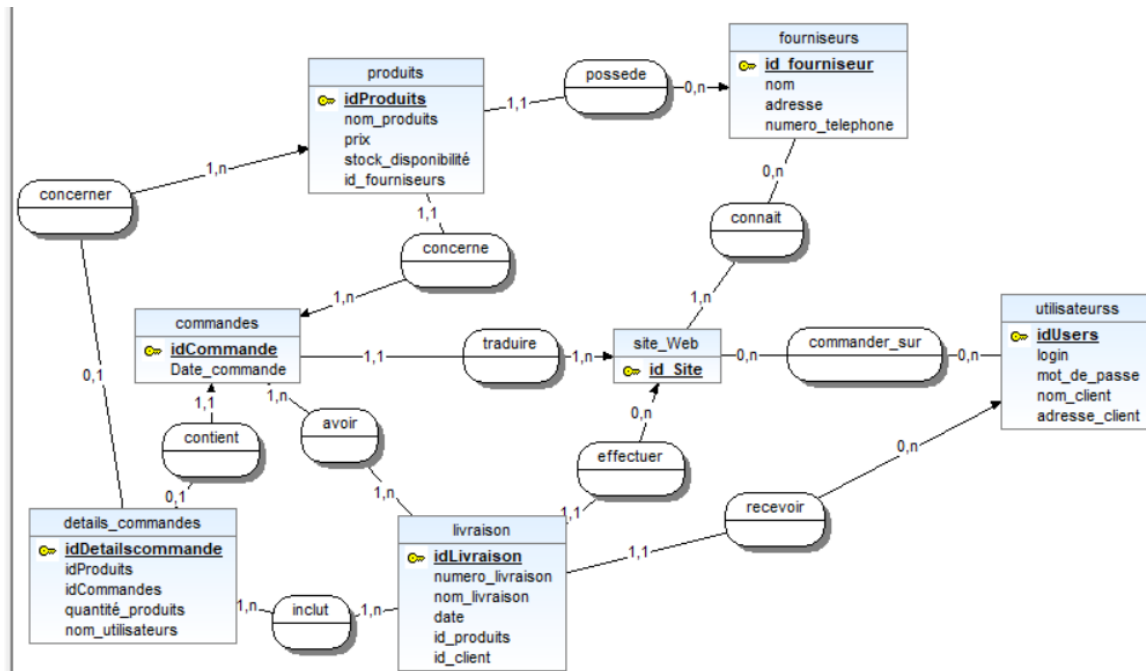 fourniseurs
id_fourniseur
nom
adresse
numero_telephone
possede
1,1
0,n
produits
idProduits
nom_produits
prix
stock_disponibilité
id_fourniseurs
1,n
concerner
0,n
connait
1,n
1,1
concerne
1,n
commandes
idCommande
Date_commande
1,1
traduire
1,n
site_Web
id_Site
0,n
commander_sur
0,n
utilisateurss
idUsers
login
mot_de_passe
nom_client
adresse_client
0,1
1,1
contient
0,1
1,n
avoir
1,n
0,n
effectuer
1,1
0,n
recevoir
1,1
details_commandes
idDetailscommande
idProduits
idCommandes
quantité_produits
nom_utilisateurs
1,n
inclut
1,n
livraison
idLivraison
numero_livraison
nom_livraison
date
id_produits
id_client